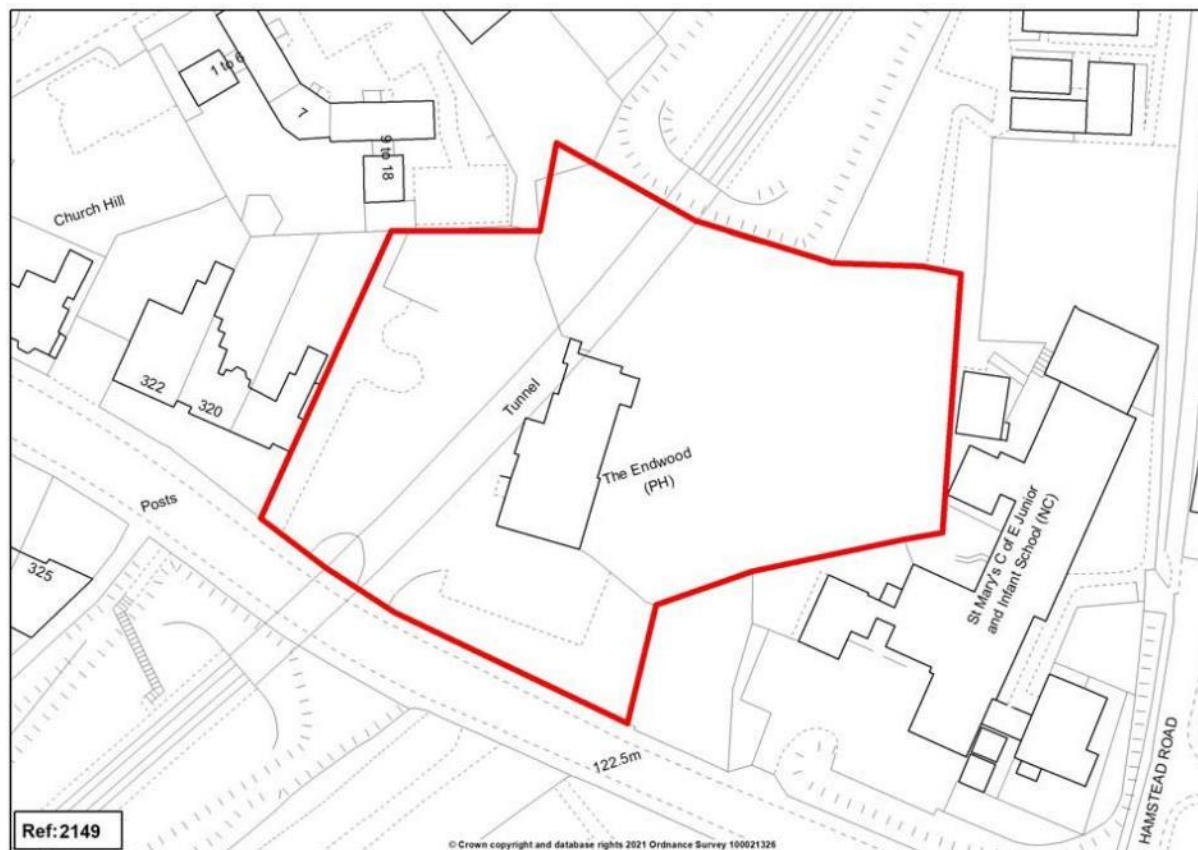 1 to 6
7
9 to 18
Church Hill
322
320
Tunnel
The Endwood
(PH)
Posts
325
St Mary's C of E Junior
and Infant School (NC)
122.5m
HAMSTEAD ROAD
Ref:2149
© Crown copyright and database rights 2021 Ordnance Survey 100021326